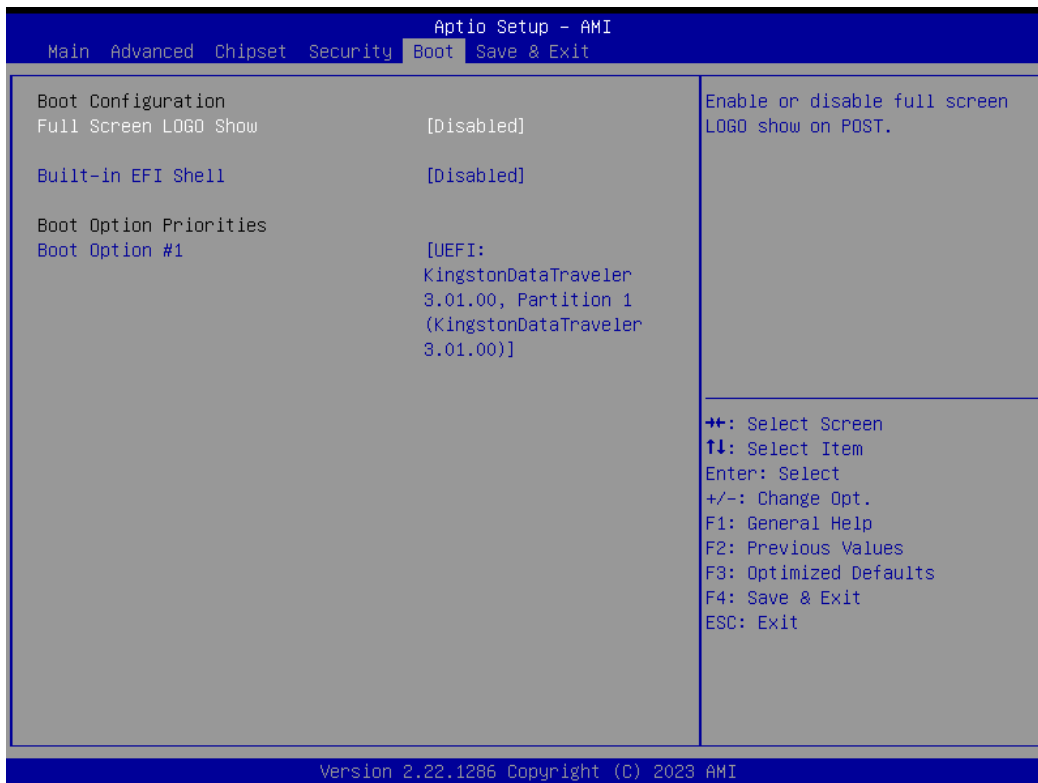 Aptio Setup – AMI
Main Advanced Chipset Security Boot Save & Exit
Boot Configuration
Full Screen LOGO Show [Disabled]
Built-in EFI Shell [Disabled]
Boot Option Priorities
Boot Option #1 [UEFI:
KingstonDataTraveler
3.01.00, Partition 1
(KingstonDataTraveler
3.01.00)]
Enable or disable full screen
LOGO show on POST.
→←: Select Screen
↑↓: Select Item
Enter: Select
+/-: Change Opt.
F1: General Help
F2: Previous Values
F3: Optimized Defaults
F4: Save & Exit
ESC: Exit
Version 2.22.1286 Copyright (C) 2023 AMI